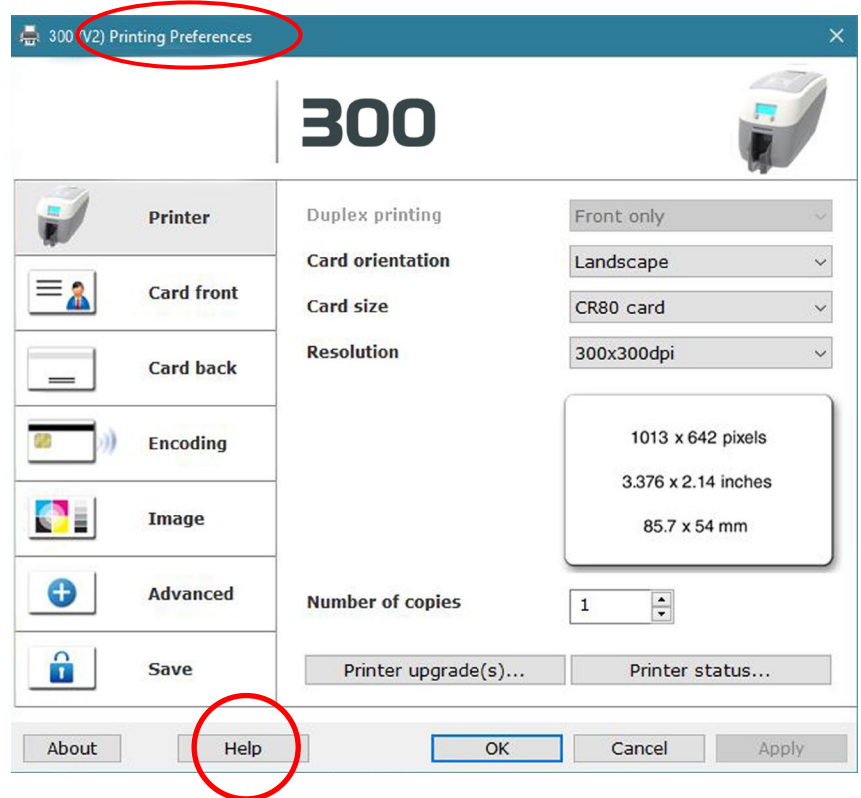 300 (V2) Printing Preferences
300
Printer
Duplex printing Front only
Card orientation Landscape
Card front
Card size CR80 card
Resolution 300x300dpi
Card back
Encoding
1013 x 642 pixels
3.376 x 2.14 inches
85.7 x 54 mm
Image
Advanced
Number of copies 1
Save
Printer upgrade(s)... Printer status...
About Help OK Cancel Apply